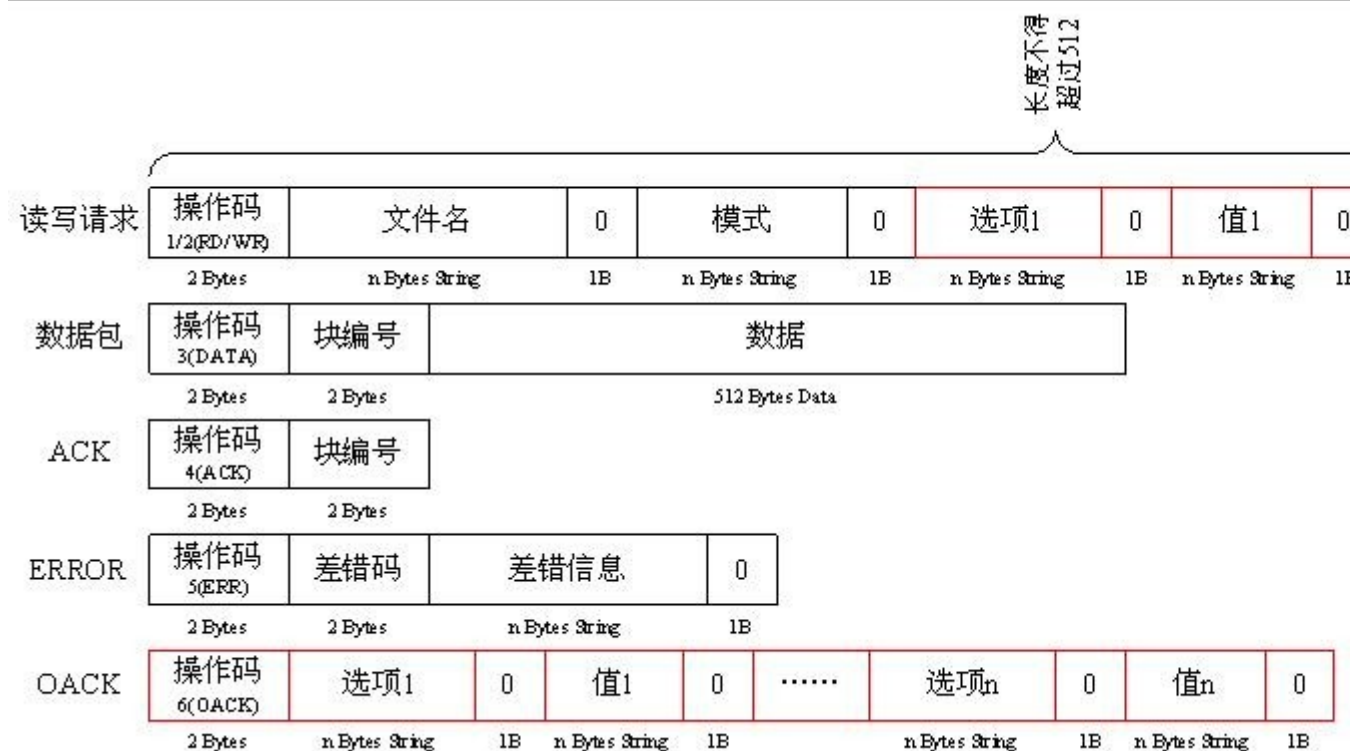 长度不得
超过512
读写请求 操作码 文件名 0 模式 0 选项1 0 值1 0
1/2(RD/WR)
2 Bytes n Bytes String 1B n Bytes String 1B n Bytes String 1B n Bytes String 1B
数据包 操作码 块编号 数据
3(DATA)
2 Bytes 2 Bytes 512 Bytes Data
ACK 操作码 块编号
4(ACK)
2 Bytes 2 Bytes
ERROR 操作码 差错码 差错信息 0
5(ERR)
2 Bytes 2 Bytes n Bytes String 1B
OACK 操作码 选项1 0 值1 0 ······ 选项n 0 值n 0
6(OACK)
2 Bytes n Bytes String 1B n Bytes String 1B n Bytes String 1B n Bytes String 1B